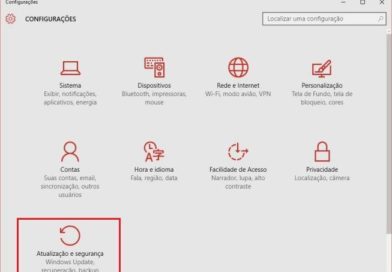 Configurações
CONFIGURAÇÕES
Localizar uma configuração
Sistema
Exibir, notificações,
aplicativos, energia
Dispositivos
Bluetooth, impressoras,
mouse
Rede e Internet
Wi-Fi, modo avião, VPN
Personalização
Tela de Fundo, tela de
bloqueio, cores
Contas
Suas contas, email,
sincronização, outros
usuários
Hora e idioma
Fala, região, data
Facilidade de Acesso
Narrador, lupa, alto
contraste
Privacidade
Localização, câmera
Atualização e segurança
Windows Update,
recuperação, backup